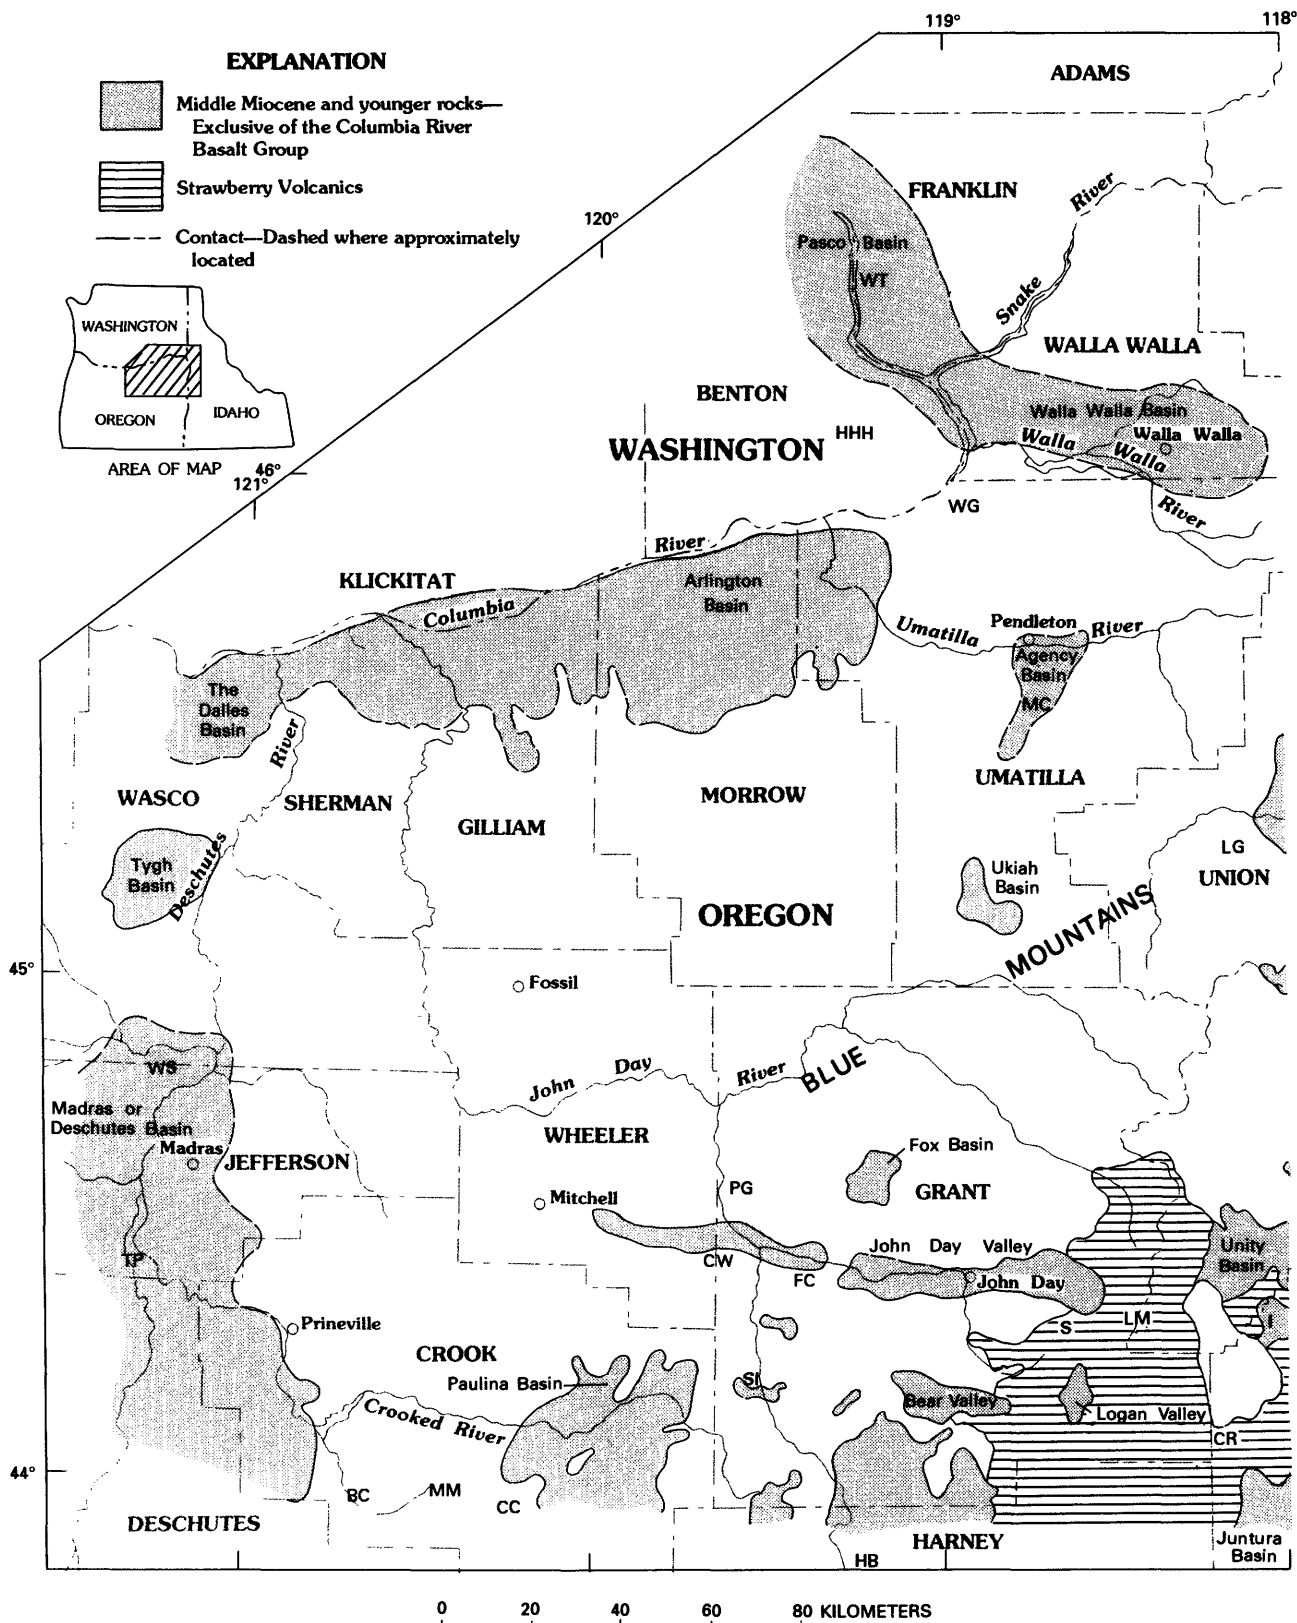 119°
118°
EXPLANATION
Middle Miocene and younger rocks—
Exclusive of the Columbia River
Basalt Group
Strawberry Volcanics
Contact—Dashed where approximately
located
WASHINGTON
OREGON
IDAHO
AREA OF MAP
120°
46°
121°
ADAMS
FRANKLIN
River
Pasco Basin
WT
Snake
WALLA WALLA
BENTON
Walla Walla Basin
HHH
WASHINGTON
Walla Walla
Walla
Walla
River
WG
River
KLICKITAT
Columbia
Arlington
Basin
Umatilla
Pendleton
River
Agency
Basin
MC
The
Dalles
Basin
River
WASCO
SHERMAN
GILLIAM
MORROW
UMATILLA
LG
UNION
Tygh
Basin
Deschutes
Ukiah
Basin
OREGON
MOUNTAINS
45°
Fossil
WS
John Day River
BLUE
Madras or
Deschutes Basin
Madras
JEFFERSON
WHEELER
Fox Basin
GRANT
PG
Mitchell
TP
CW
FC
John Day Valley
John Day
Unity
Basin
Prineville
S
LM
I
CROOK
Paulina Basin
SI
Bear Valley
Logan Valley
Crooked River
CR
44°
BC
MM
CC
DESCHUTES
HARNEY
HB
Juntura
Basin
0 20 40 60 80 KILOMETERS